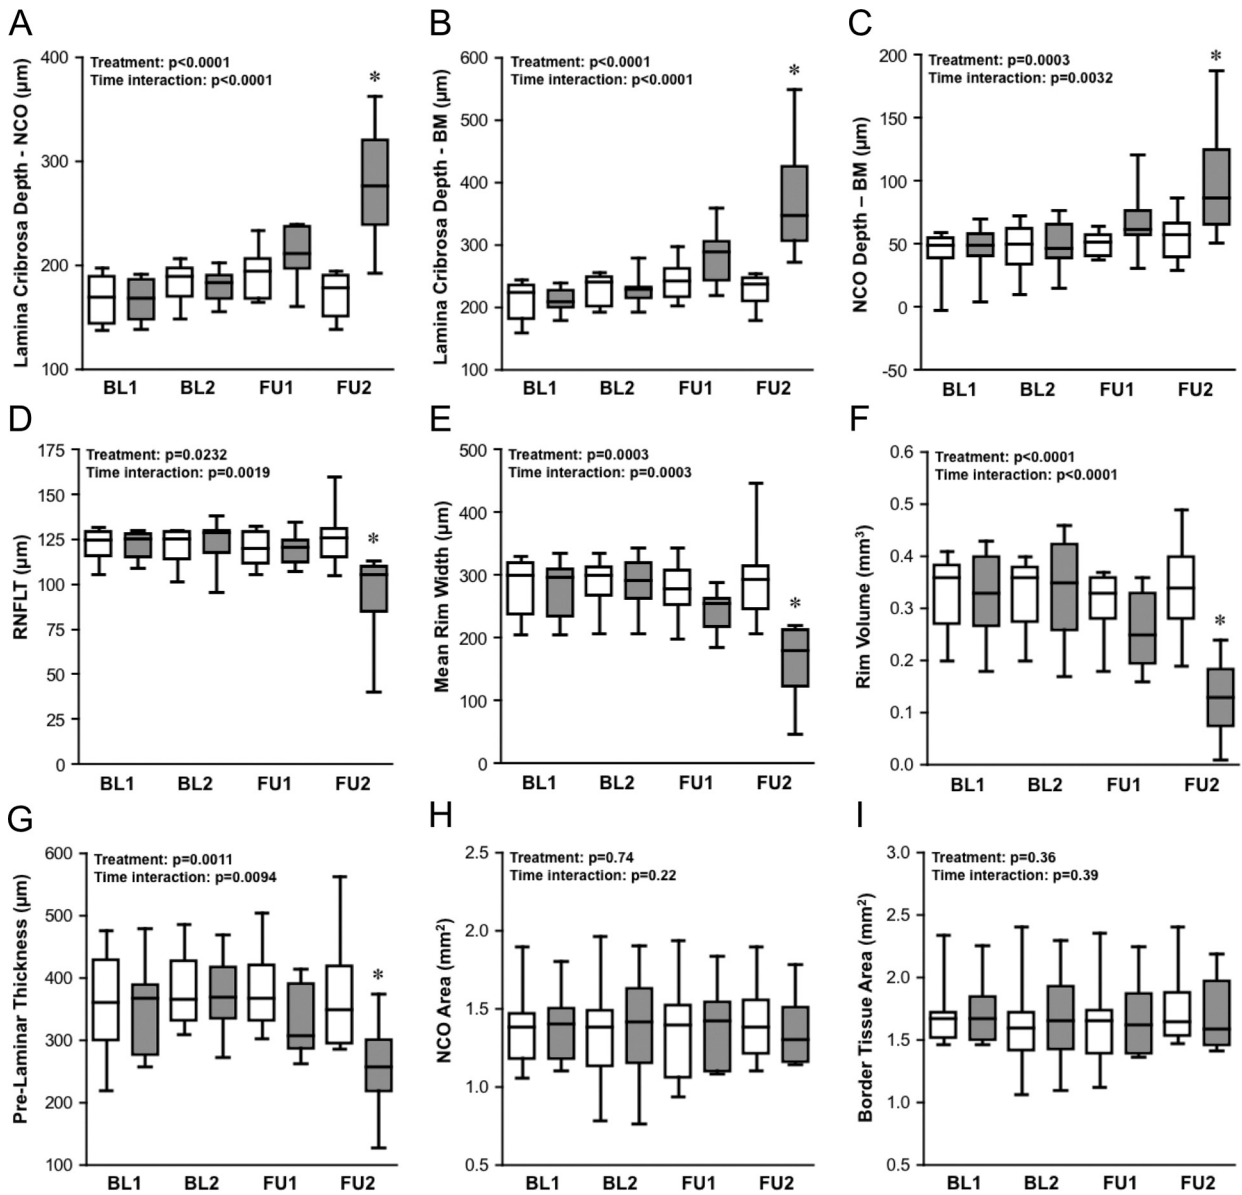 A
Treatment: p<0.0001
Time interaction: p<0.0001
Lamina Cribrosa Depth - NCO (µm)
400
300
200
100
*
BL1 BL2 FU1 FU2
B
Treatment: p<0.0001
Time interaction: p<0.0001
Lamina Cribrosa Depth - BM (µm)
600
500
400
300
200
100
*
BL1 BL2 FU1 FU2
C
Treatment: p=0.0003
Time interaction: p=0.0032
NCO Depth – BM (µm)
200
150
100
50
0
-50
*
BL1 BL2 FU1 FU2
D
Treatment: p=0.0232
Time interaction: p=0.0019
RNFLT (µm)
175
150
125
100
75
50
25
0
*
BL1 BL2 FU1 FU2
E
Treatment: p=0.0003
Time interaction: p=0.0003
Mean Rim Width (µm)
500
400
300
200
100
0
*
BL1 BL2 FU1 FU2
F
Treatment: p<0.0001
Time interaction: p<0.0001
Rim Volume (mm³)
0.6
0.5
0.4
0.3
0.2
0.1
0.0
*
BL1 BL2 FU1 FU2
G
Treatment: p=0.0011
Time interaction: p=0.0094
Pre-Laminar Thickness (µm)
600
500
400
300
200
100
*
BL1 BL2 FU1 FU2
H
Treatment: p=0.74
Time interaction: p=0.22
NCO Area (mm²)
2.5
2.0
1.5
1.0
0.5
BL1 BL2 FU1 FU2
I
Treatment: p=0.36
Time interaction: p=0.39
Border Tissue Area (mm²)
3.0
2.5
2.0
1.5
1.0
0.5
BL1 BL2 FU1 FU2